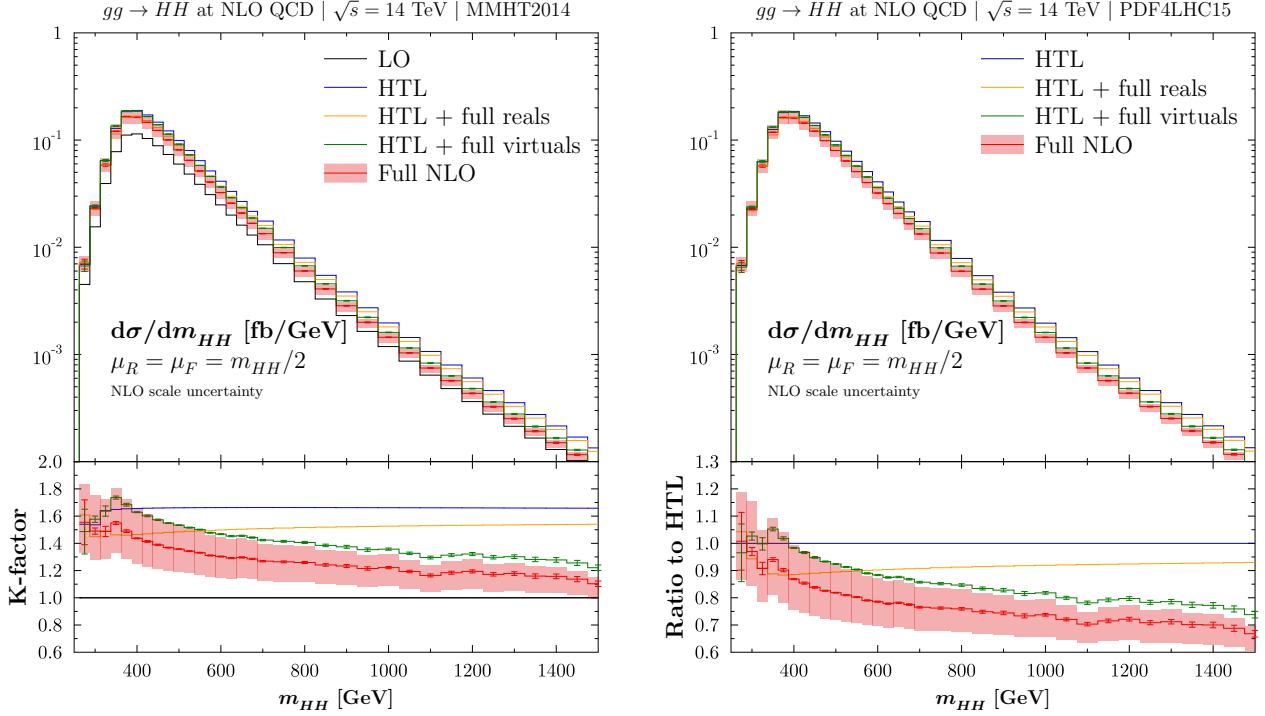 gg → HH at NLO QCD | √s = 14 TeV | MMHT2014
LO
HTL
HTL + full reals
HTL + full virtuals
Full NLO
1
10⁻¹
10⁻²
10⁻³
dσ/dm_HH [fb/GeV]
μ_R = μ_F = m_HH/2
NLO scale uncertainty
2.0
1.8
1.6
1.4
1.2
1.0
0.8
0.6
K-factor
400 600 800 1000 1200 1400
m_HH [GeV]
gg → HH at NLO QCD | √s = 14 TeV | PDF4LHC15
HTL
HTL + full reals
HTL + full virtuals
Full NLO
1
10⁻¹
10⁻²
10⁻³
dσ/dm_HH [fb/GeV]
μ_R = μ_F = m_HH/2
NLO scale uncertainty
1.3
1.2
1.1
1.0
0.9
0.8
0.7
0.6
Ratio to HTL
400 600 800 1000 1200 1400
m_HH [GeV]